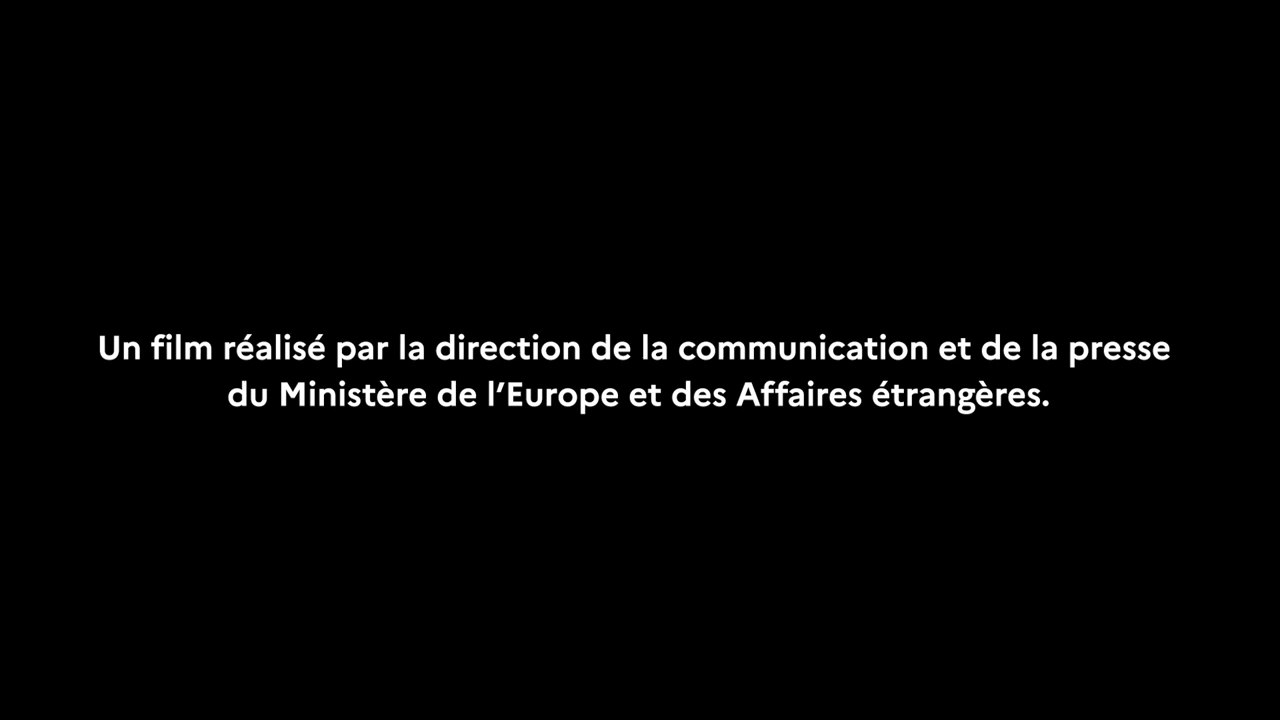 Un film réalisé par la direction de la communication et de la presse
du Ministère de l’Europe et des Affaires étrangères.